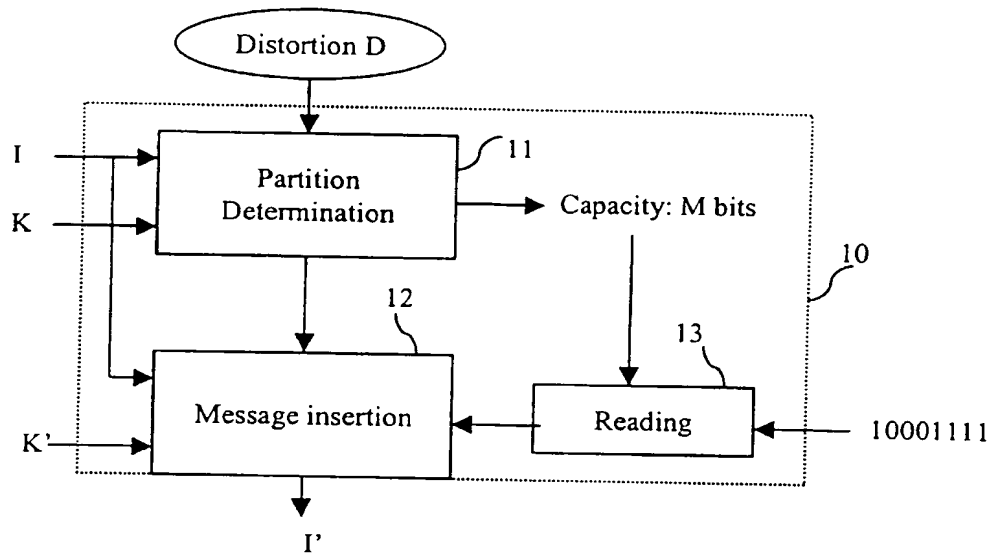 Distortion D
I
11
Partition
Determination
K
Capacity: M bits
10
12
13
Message insertion
Reading
K'
10001111
I'